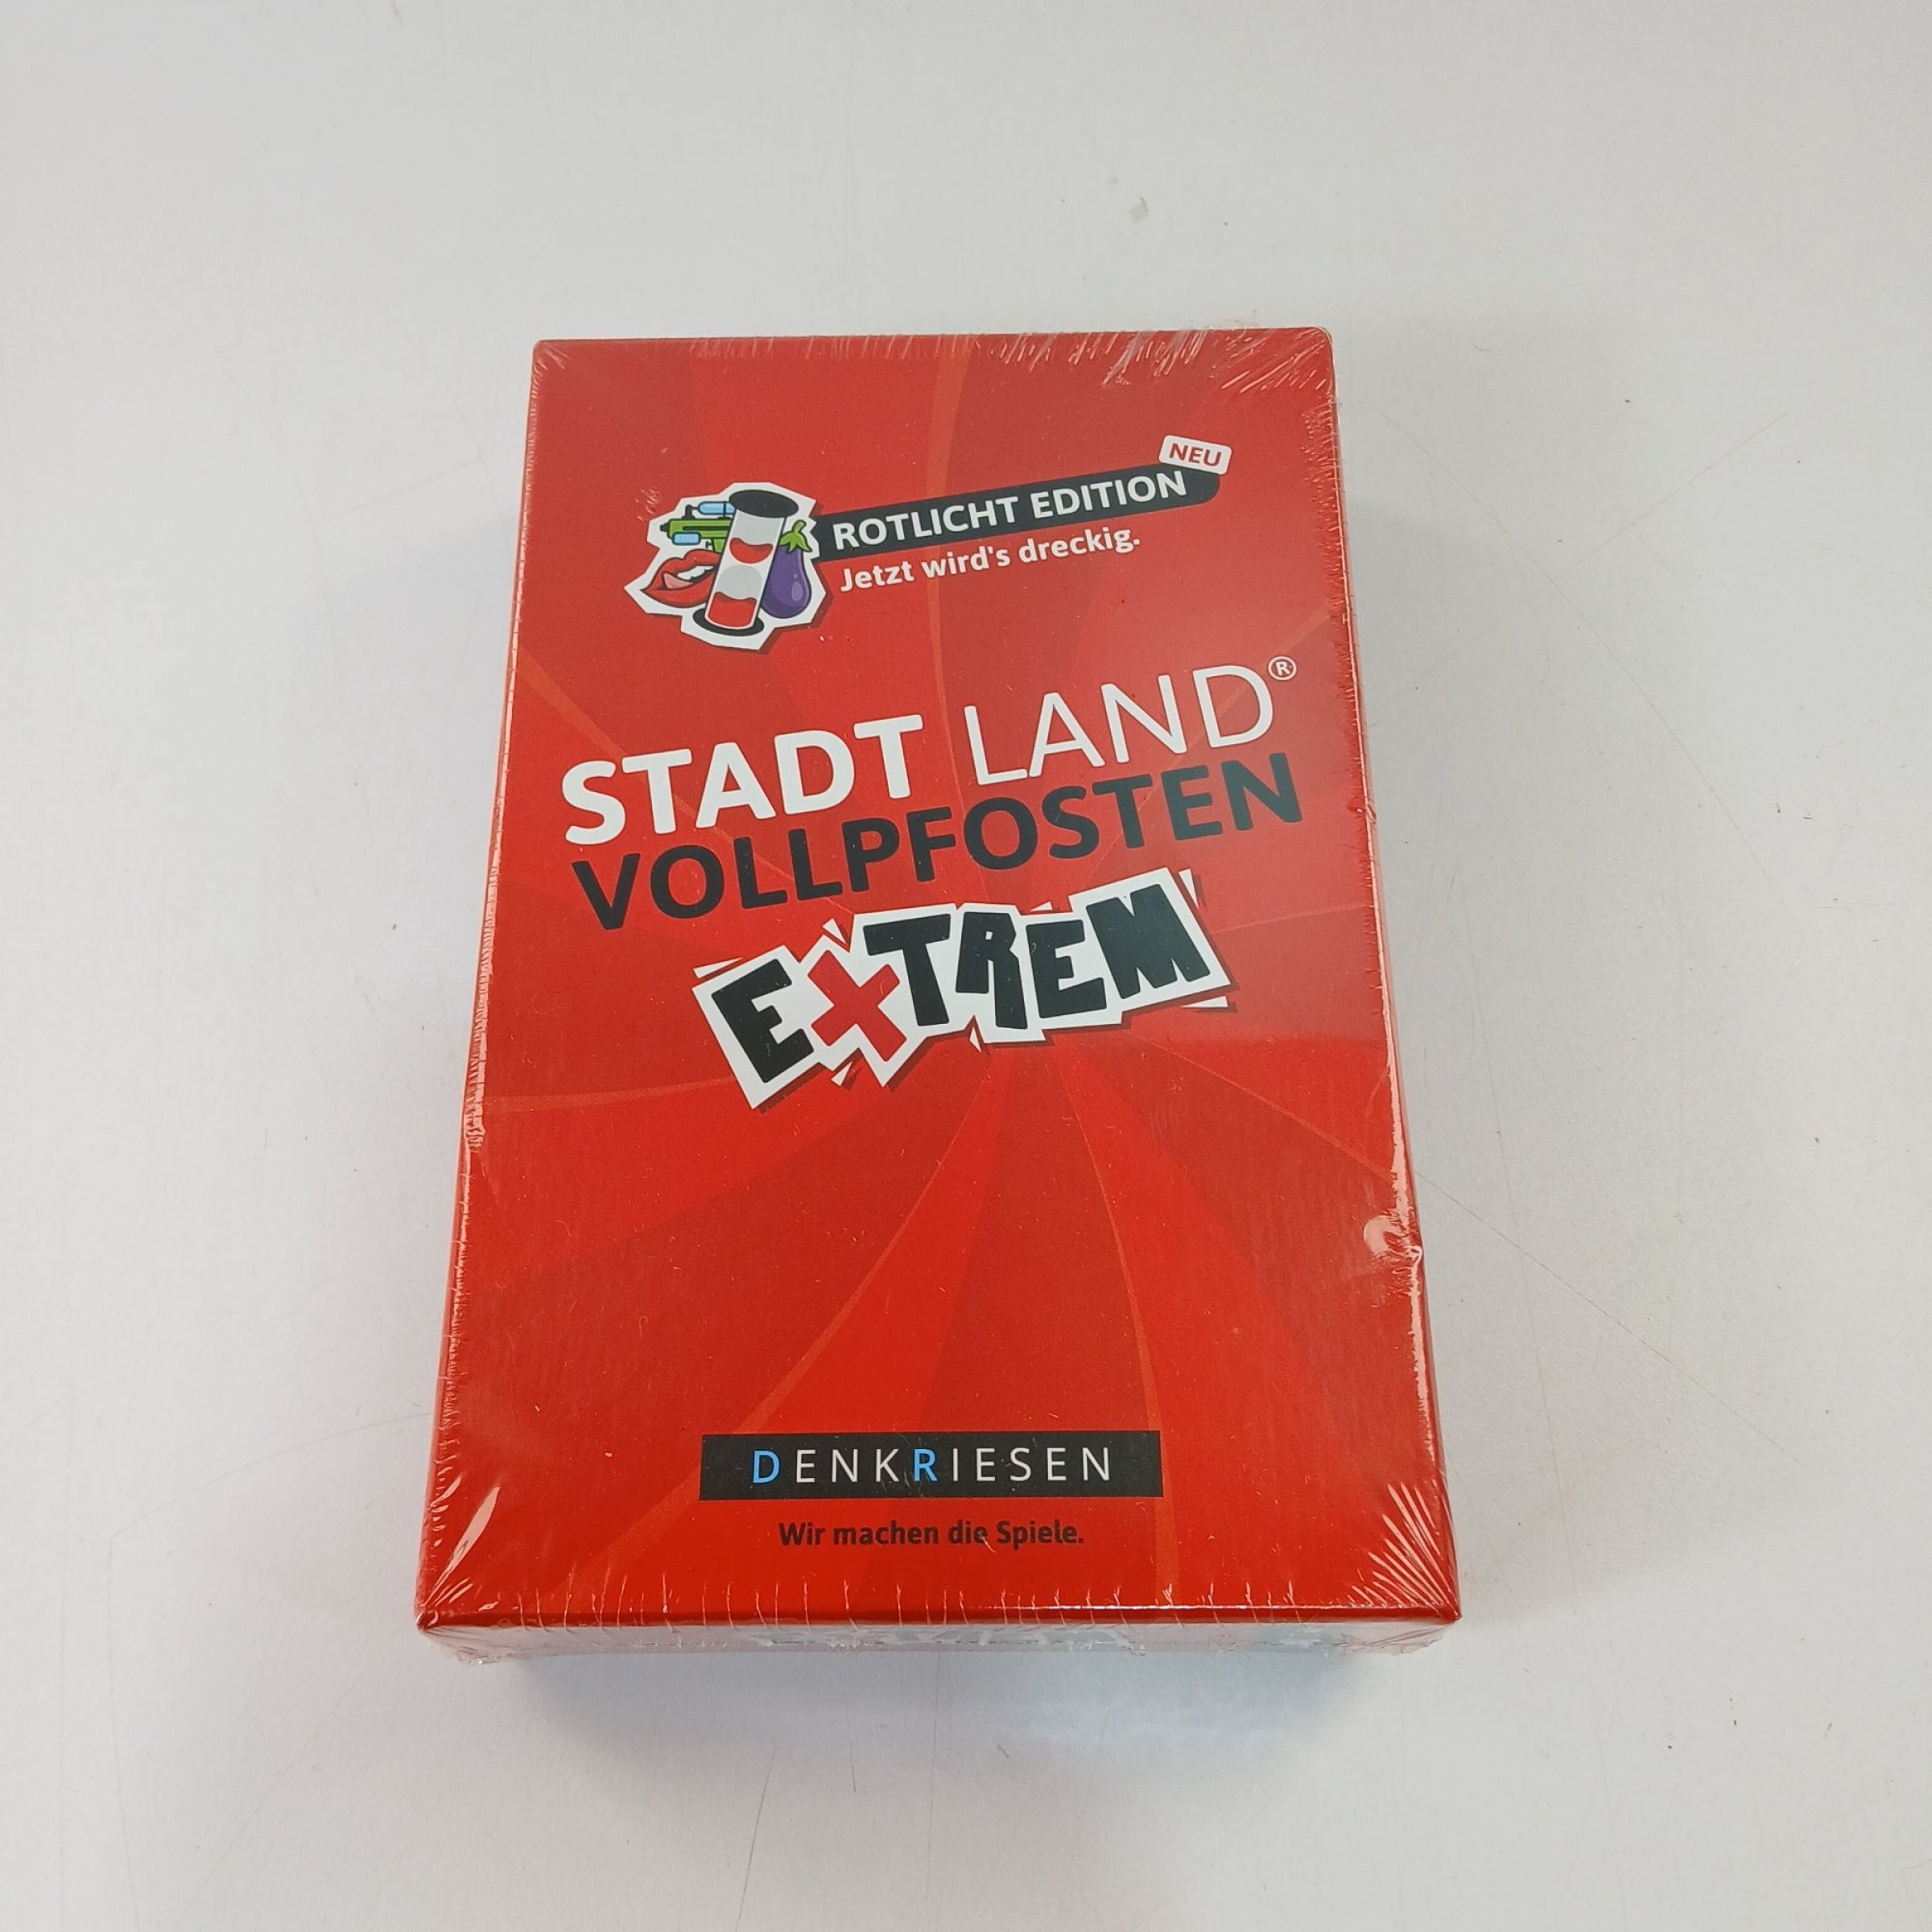 NEU
ROTLICHT EDITION
Jetzt wird's dreckig.
STADT LAND®
VOLLPFOSTEN
EXTREM
DENKRIESEN
Wir machen die Spiele.